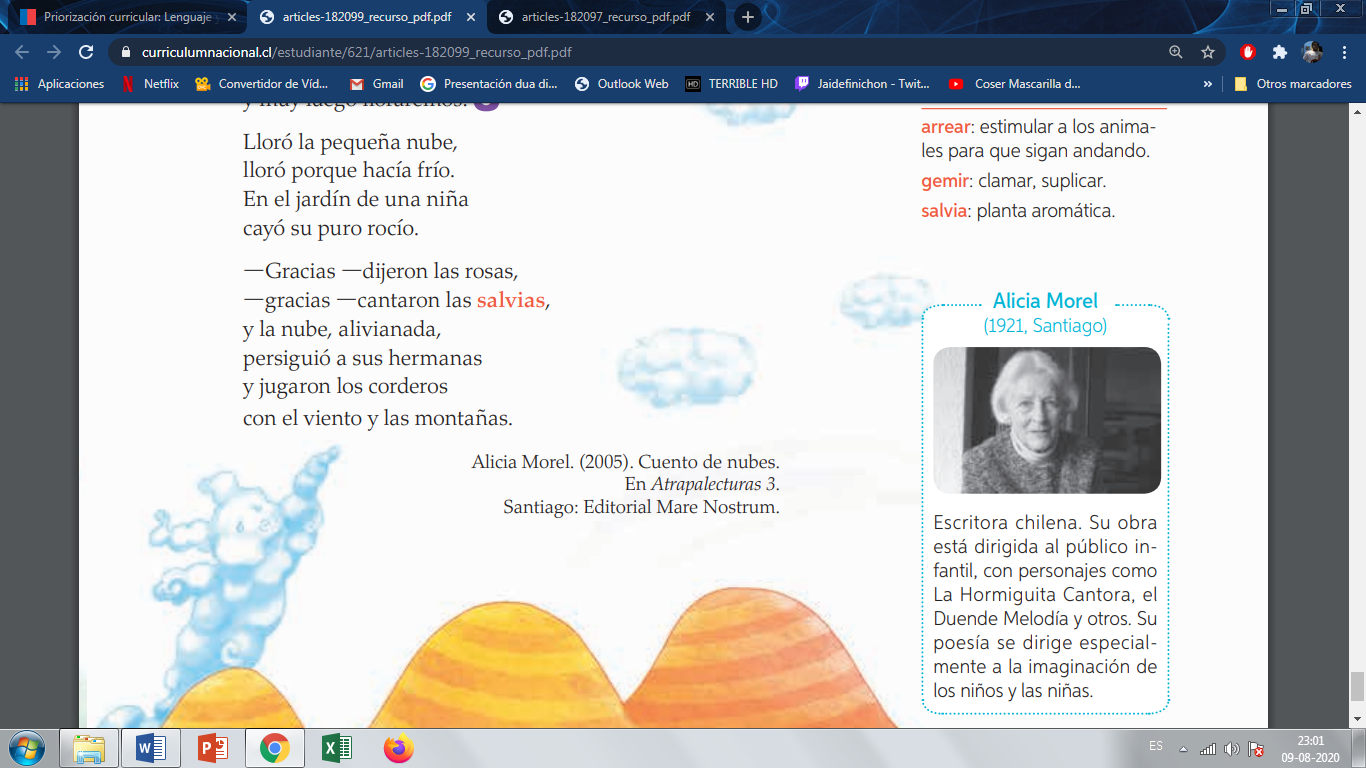 Priorización curricular: Lenguaje
articles-182099_recurso_pdf.pdf
articles-182097_recurso_pdf.pdf
curriculumnacional.cl/estudiante/621/articles-182099_recurso_pdf.pdf
Aplicaciones
Netflix
Convertidor de Víd...
Gmail
Presentación dua di...
Outlook Web
HD TERRIBLE HD
Jaidefinichon - Twit...
Coser Mascarilla d...
»
Otros marcadores
Lloró la pequeña nube,
lloró porque hacía frío.
En el jardín de una niña
cayó su puro rocío.
—Gracias —dijeron las rosas,
—gracias —cantaron las salvias,
y la nube, alivianada,
persiguió a sus hermanas
y jugaron los corderos
con el viento y las montañas.
Alicia Morel. (2005). Cuento de nubes.
En Atrapalecturas 3.
Santiago: Editorial Mare Nostrum.
arrear: estimular a los anima-
les para que sigan andando.
gemir: clamar, suplicar.
salvia: planta aromática.
Alicia Morel
(1921, Santiago)
Escritora chilena. Su obra
está dirigida al público in-
fantil, con personajes como
La Hormiguita Cantora, el
Duende Melodía y otros. Su
poesía se dirige especial-
mente a la imaginación de
los niños y las niñas.
ES
23:01
09-08-2020